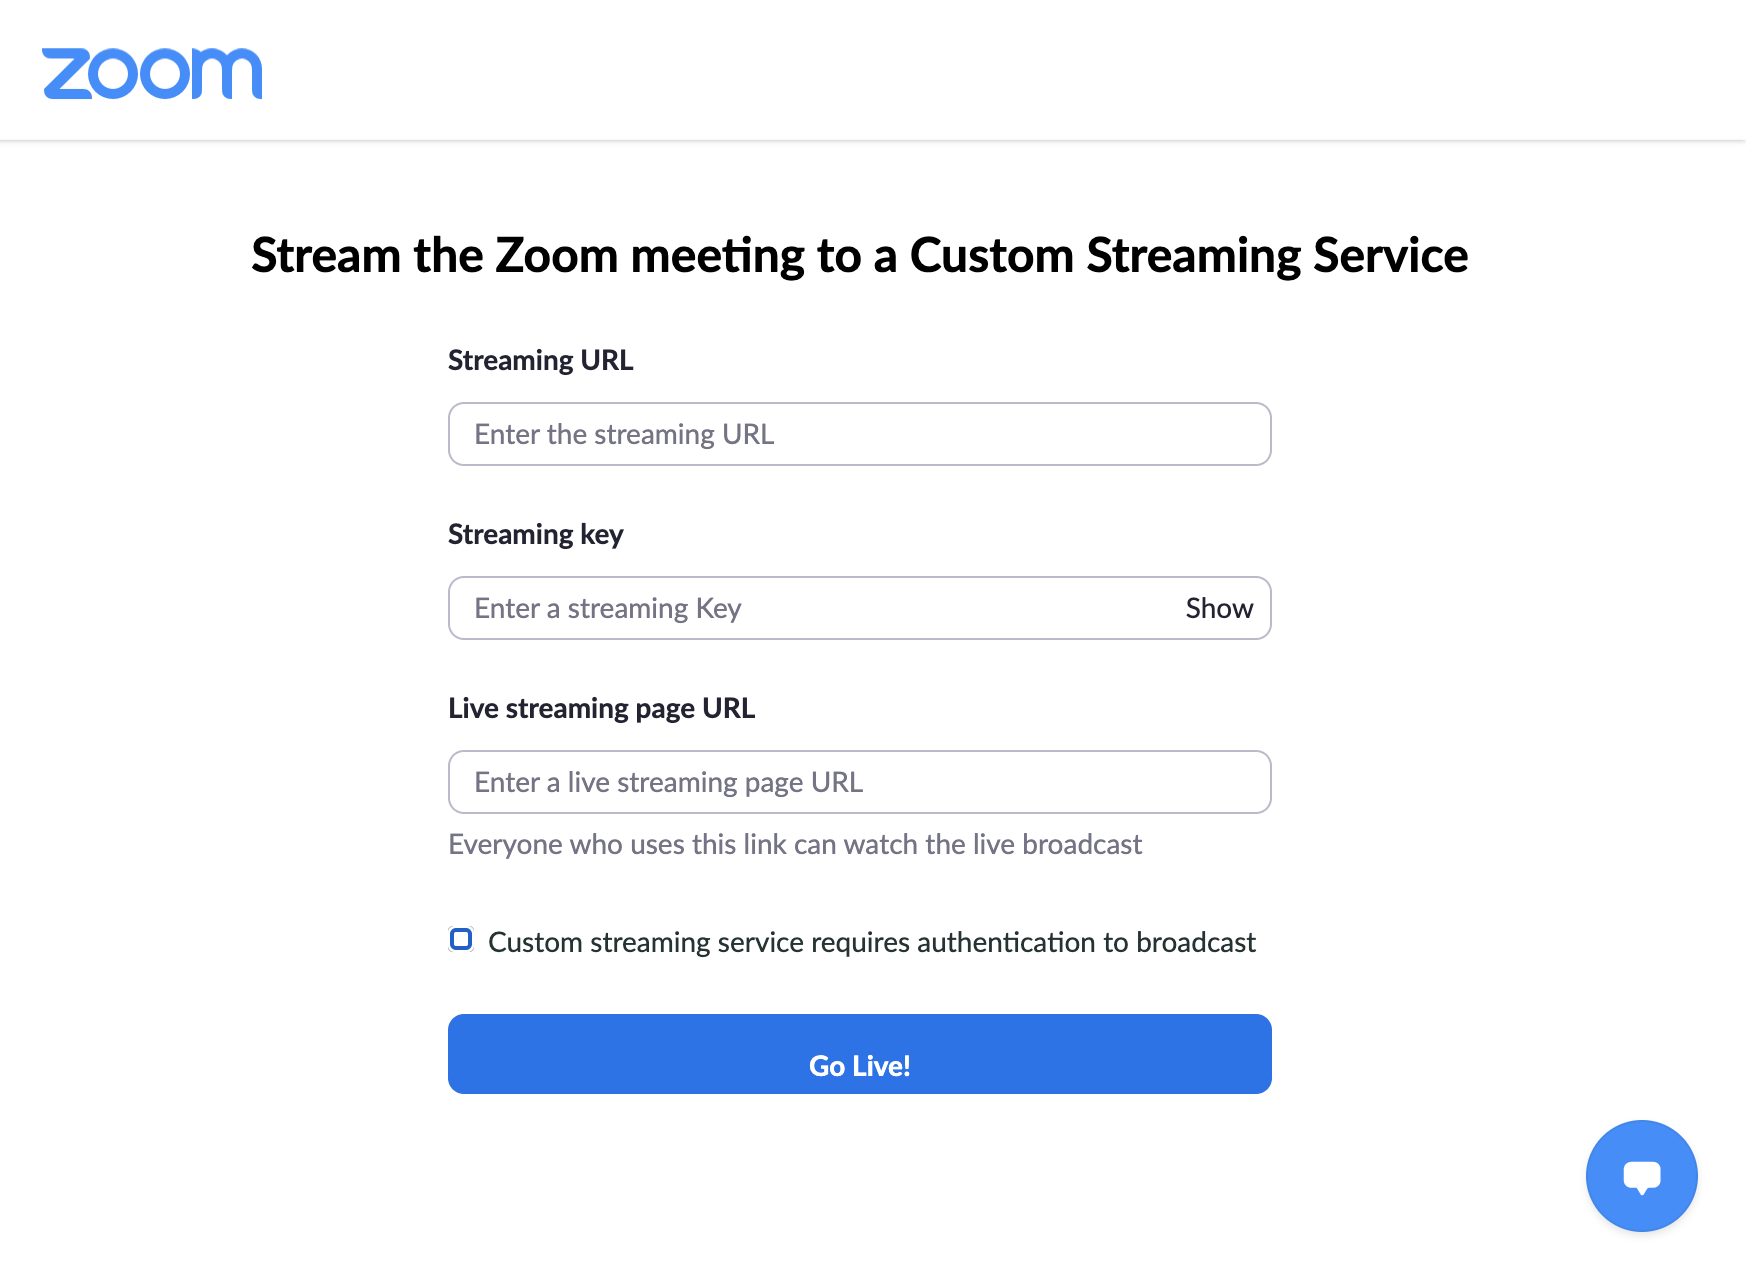 zoom
Stream the Zoom meeting to a Custom Streaming Service
Streaming URL
Enter the streaming URL
Streaming key
Enter a streaming Key
Show
Live streaming page URL
Enter a live streaming page URL
Everyone who uses this link can watch the live broadcast
Custom streaming service requires authentication to broadcast
Go Live!